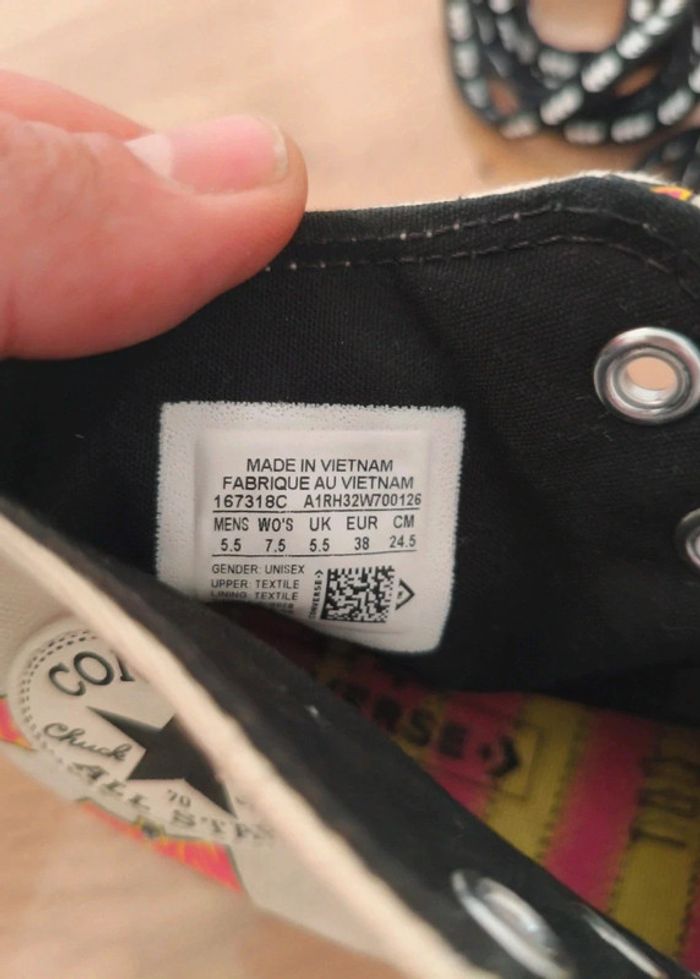 MADE IN VIETNAM
FABRIQUE AU VIETNAM
167318C A1RH32W700126
MENS WO'S UK EUR CM
5.5 7.5 5.5 38 24.5
GENDER: UNISEX
UPPER: TEXTILE
LINING: TEXTILE
CONVERSE
Chuck
70
ALL